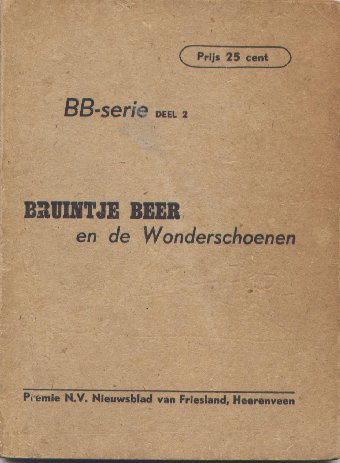 Prijs 25 cent
BB-serie DEEL 2
BRUINTJE BEER
en de Wonderschoenen
Premie N.V. Nieuwsblad van Friesland, Heerenveen